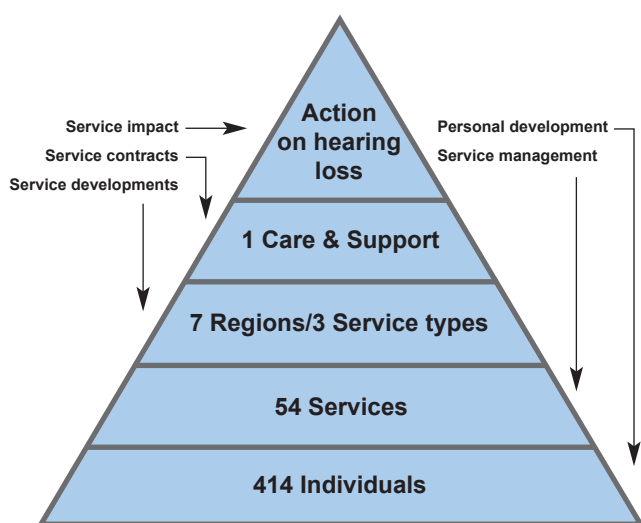 Action
on hearing
loss
Service impact
Service contracts
Service developments
Personal development
Service management
1 Care & Support
7 Regions/3 Service types
54 Services
414 Individuals